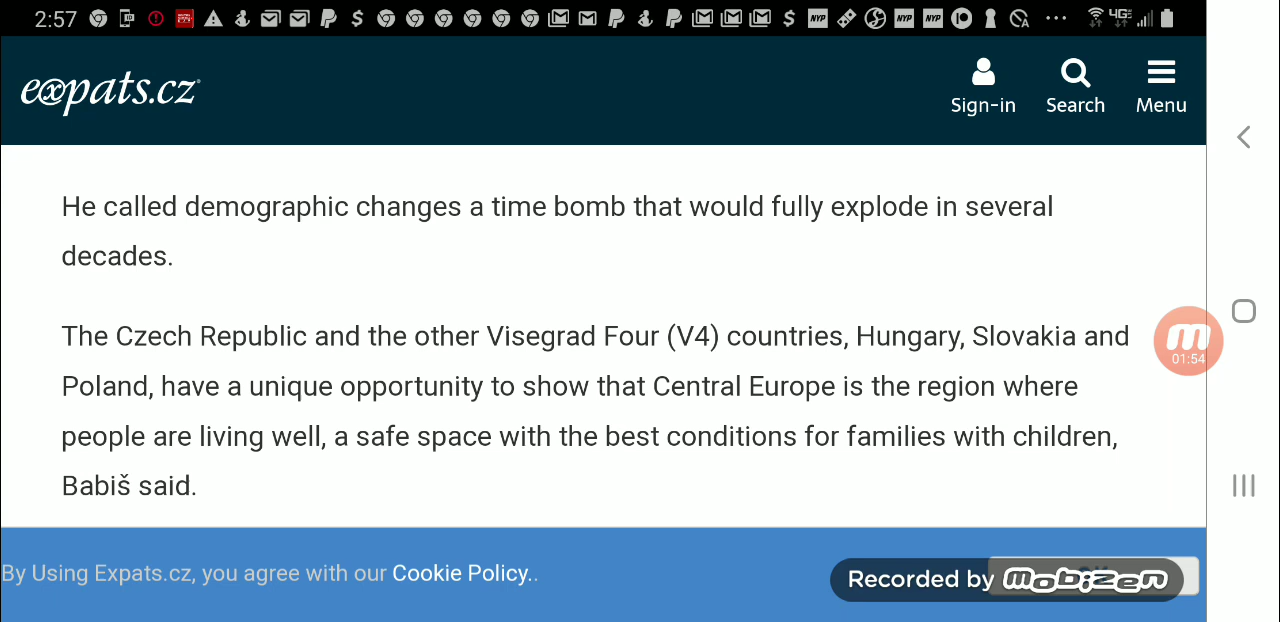 2:57
NYP
NYP
NYP
4G
expats.cz
Sign-in
Search
Menu
He called demographic changes a time bomb that would fully explode in several
decades.
The Czech Republic and the other Visegrad Four (V4) countries, Hungary, Slovakia and
Poland, have a unique opportunity to show that Central Europe is the region where
people are living well, a safe space with the best conditions for families with children,
Babiš said.
01:54
By Using Expats.cz, you agree with our Cookie Policy..
Recorded by mobizen